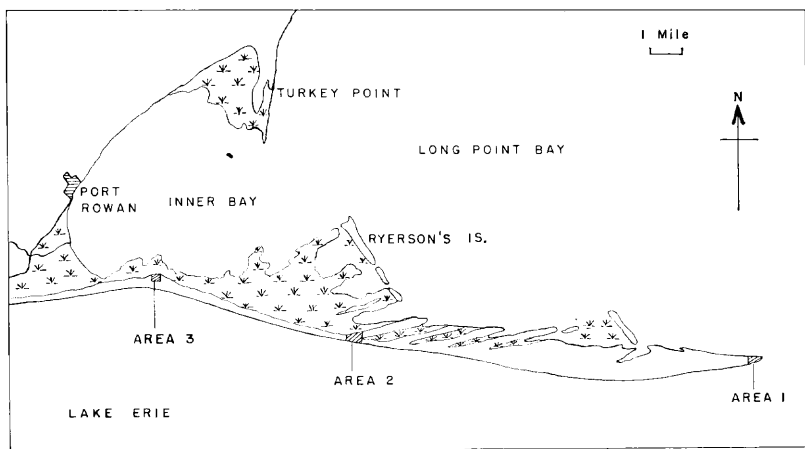 1 Mile
TURKEY POINT
N
LONG POINT BAY
PORT
ROWAN
INNER BAY
RYERSON'S IS.
AREA 3
AREA 2
AREA 1
LAKE ERIE